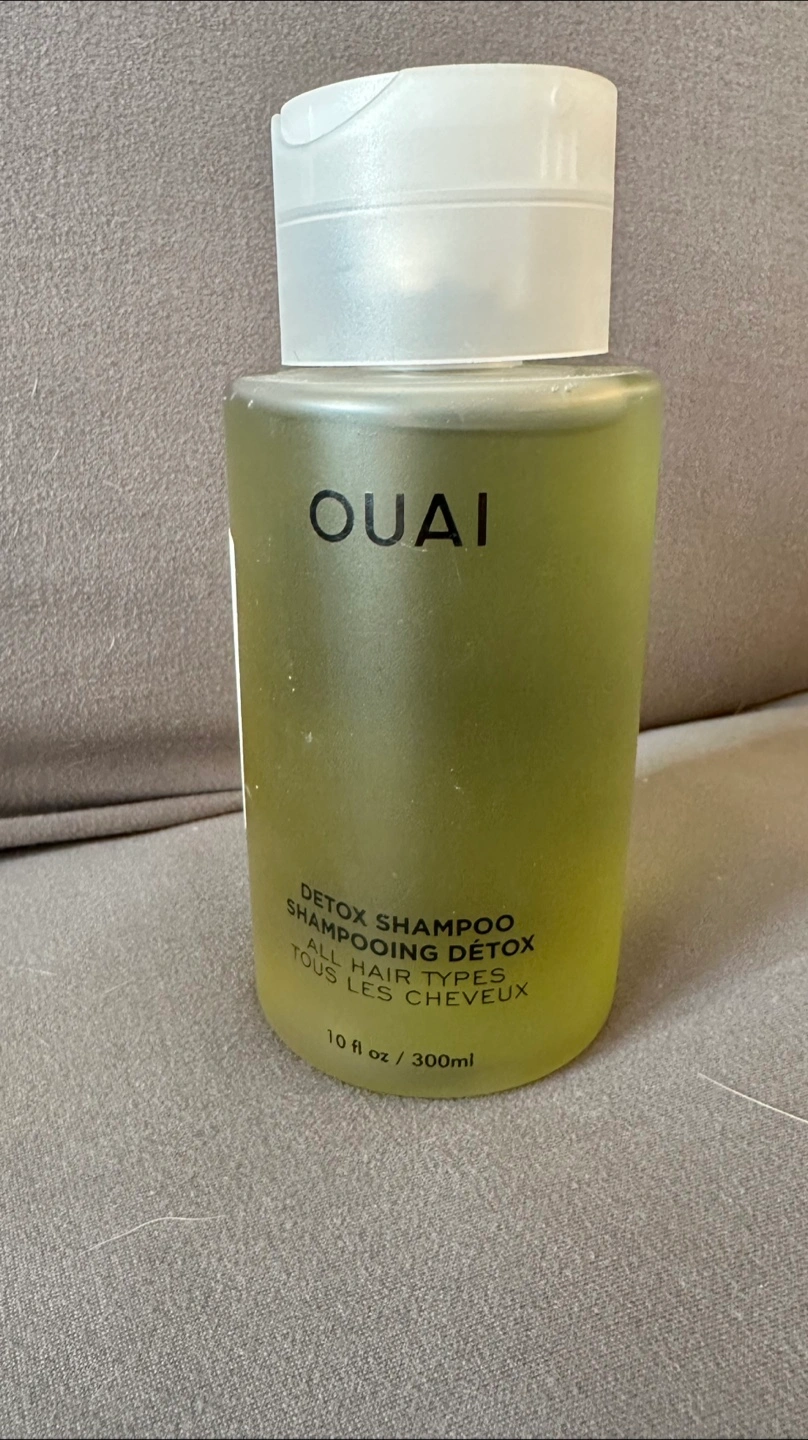 OUAI
DETOX SHAMPOO
SHAMPOOING DÉTOX
ALL HAIR TYPES
TOUS LES CHEVEUX
10 fl oz / 300ml